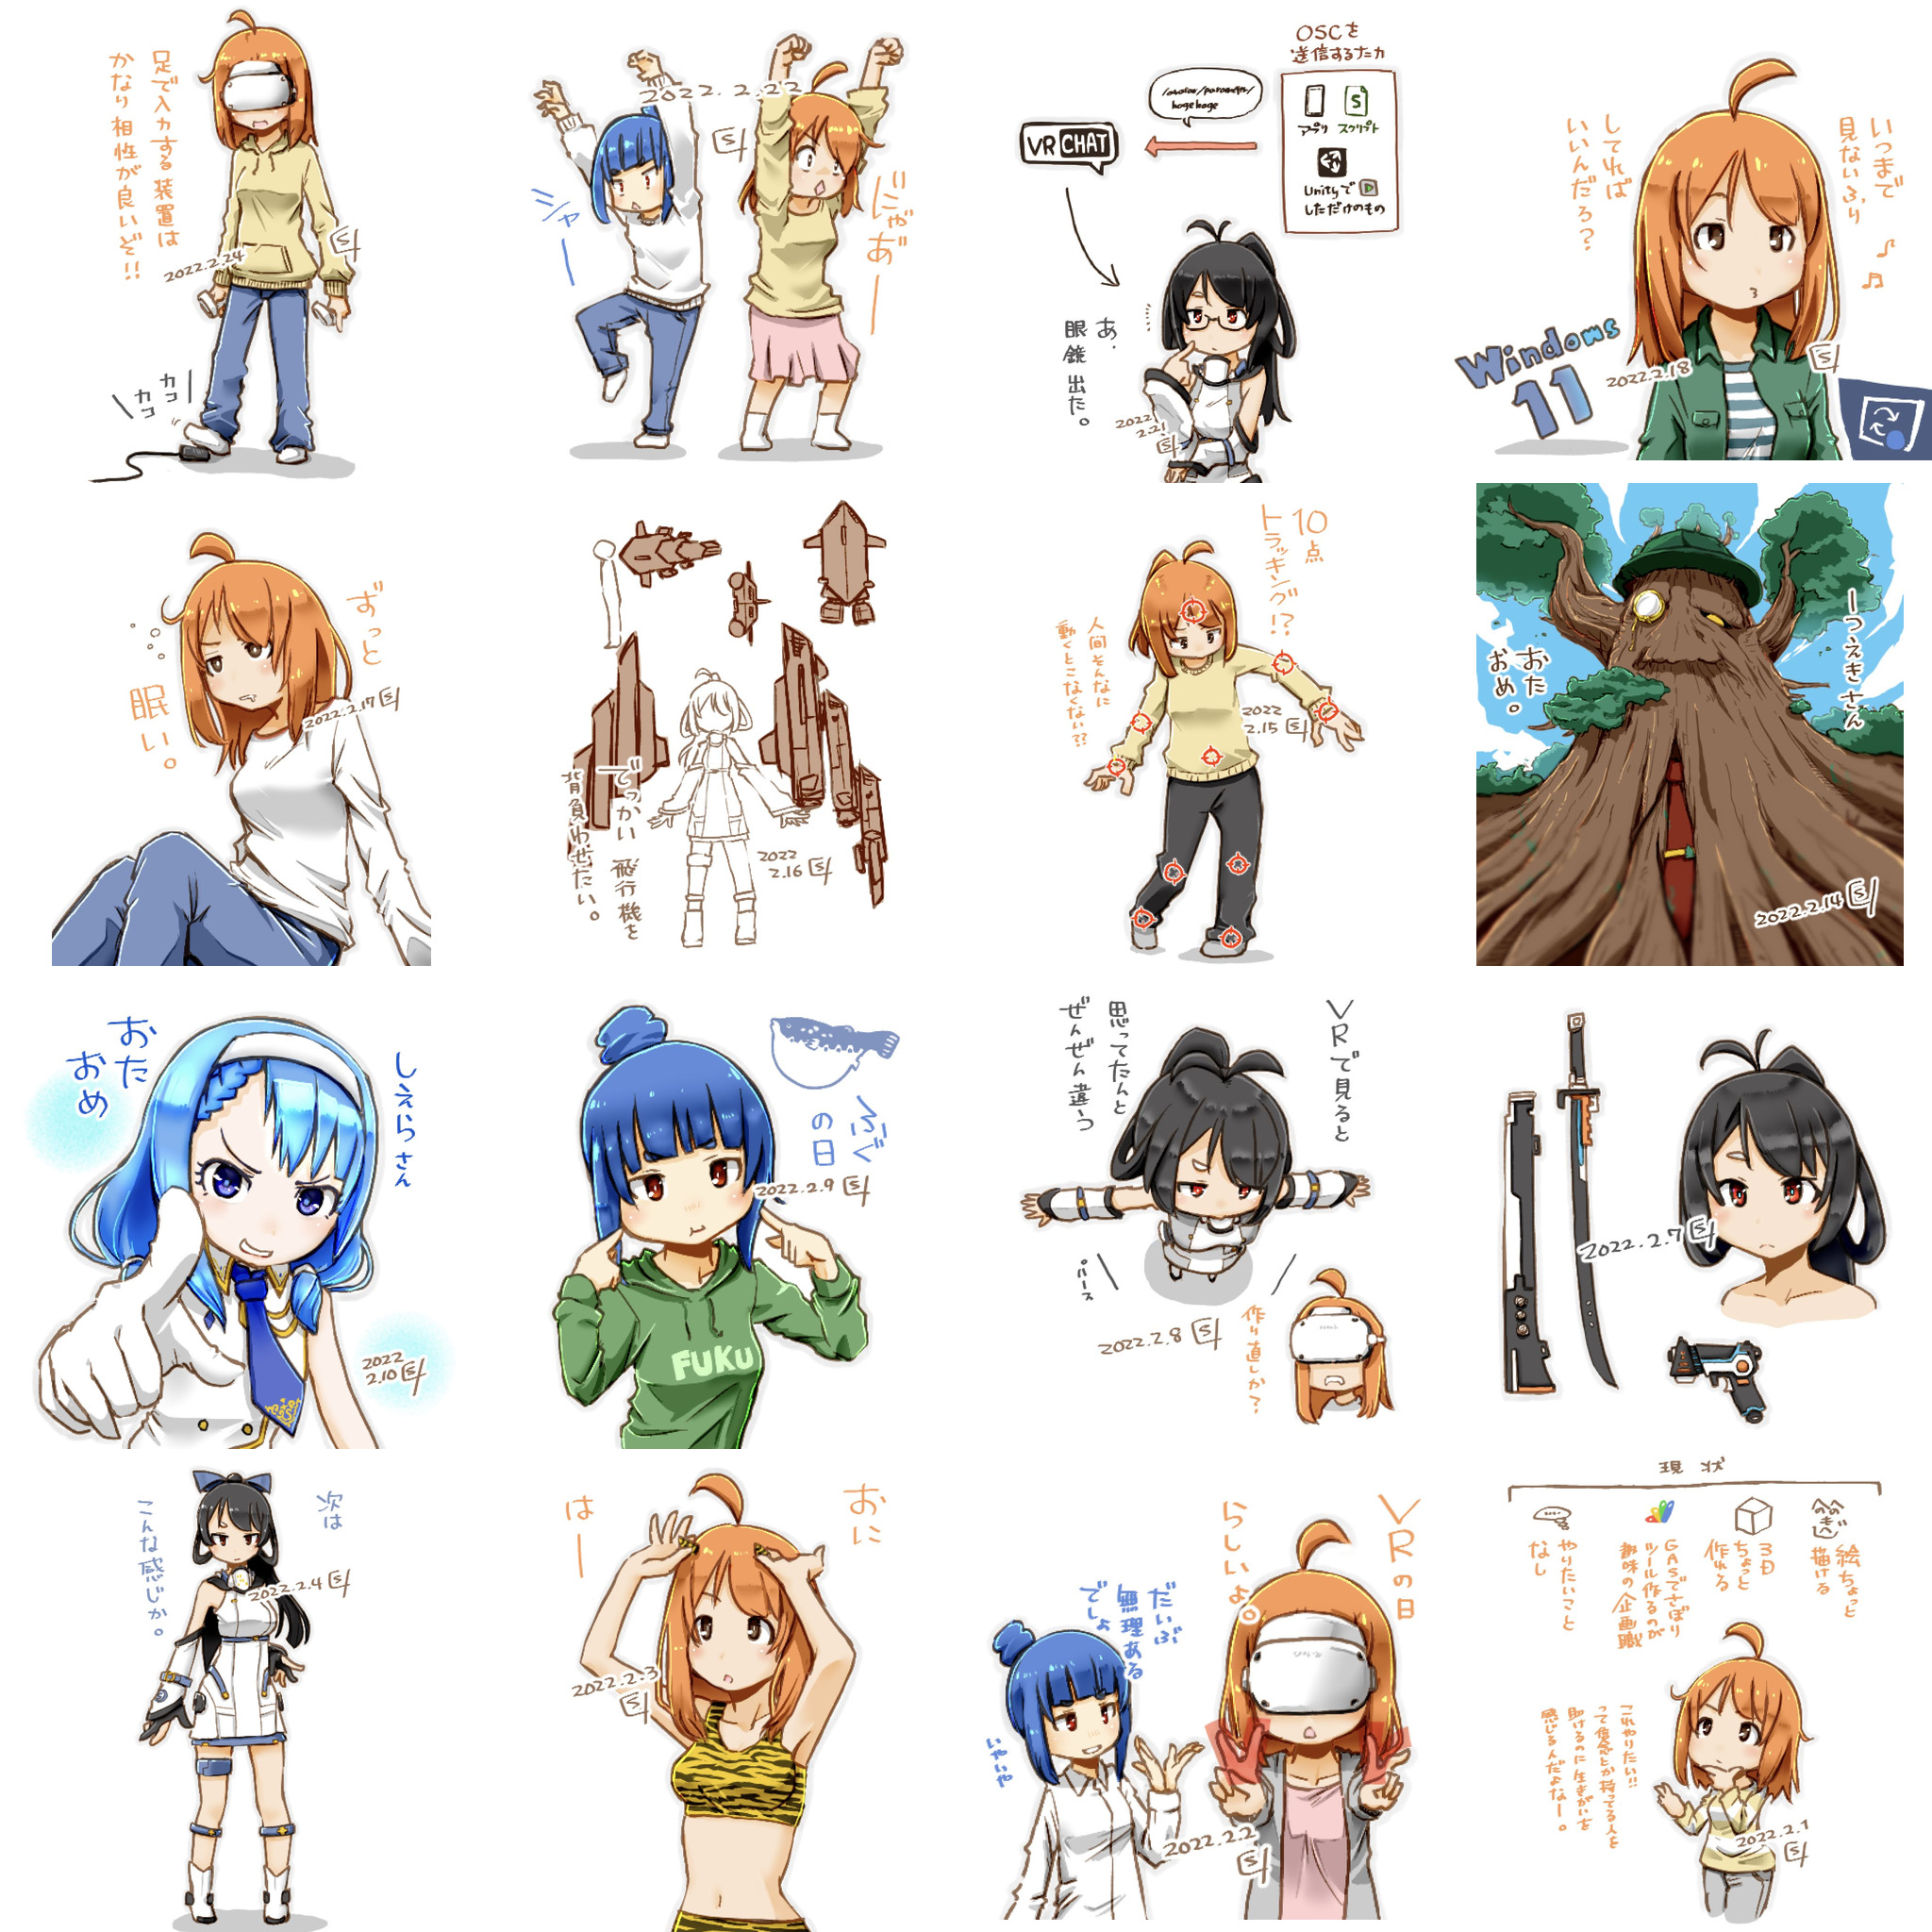 足で入力する装置は
かなり相性が良いぞ!!
2022.2.24
カコ
カコ
2022.2.22
シャー
にゃあ゛ー
OSCを
送信するナニカ
アプリ
スクリプト
Unityで
しただけのもの
/avatar/parameter/
hogehoge
VRCHAT
あ、
眼鏡出た。
2022
2.21
いつまで
見ないふり
してれば
いいんだろ?
Windows
11
2022.2.18
ずっと
眠い。
2022.2.17
でっかい飛行機を
背負わせたい。
2022
2.16
10点
トラッキング!?
人間そんなに
動くとこなくない??
2022
2.15
一つえきさん
おた
おめ。
2022.2.14
しえらさん
おた
おめ
2022
2.10
ふぐ
の日
2022.2.9
FUKU
VRで見ると
思ってたんと
ぜんぜん違う
パース
2022.2.8
作り直しか?
2022.2.7
次は
こんな感じか。
2022.2.4
おに
はー
2022.2.3
VRの日
らしいよ。
だいぶ
無理ある
でしょ
いやいや
2022.2.2
現状
絵ちょっと
描ける
3D
ちょっと
作れる
GASでさぼり
ツール作るのが
趣味の企画職
やりたいこと
なし
これやりたい!!
って信念とか持ってる人を
助けるのに生きがいを
感じるんだよなー。
2022.2.1